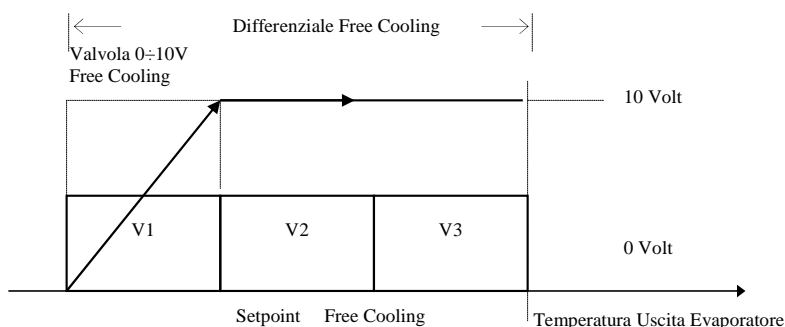 Differenziale Free Cooling
Valvola 0÷10V
Free Cooling
10 Volt
V1
V2
V3
0 Volt
Setpoint Free Cooling
Temperatura Uscita Evaporatore